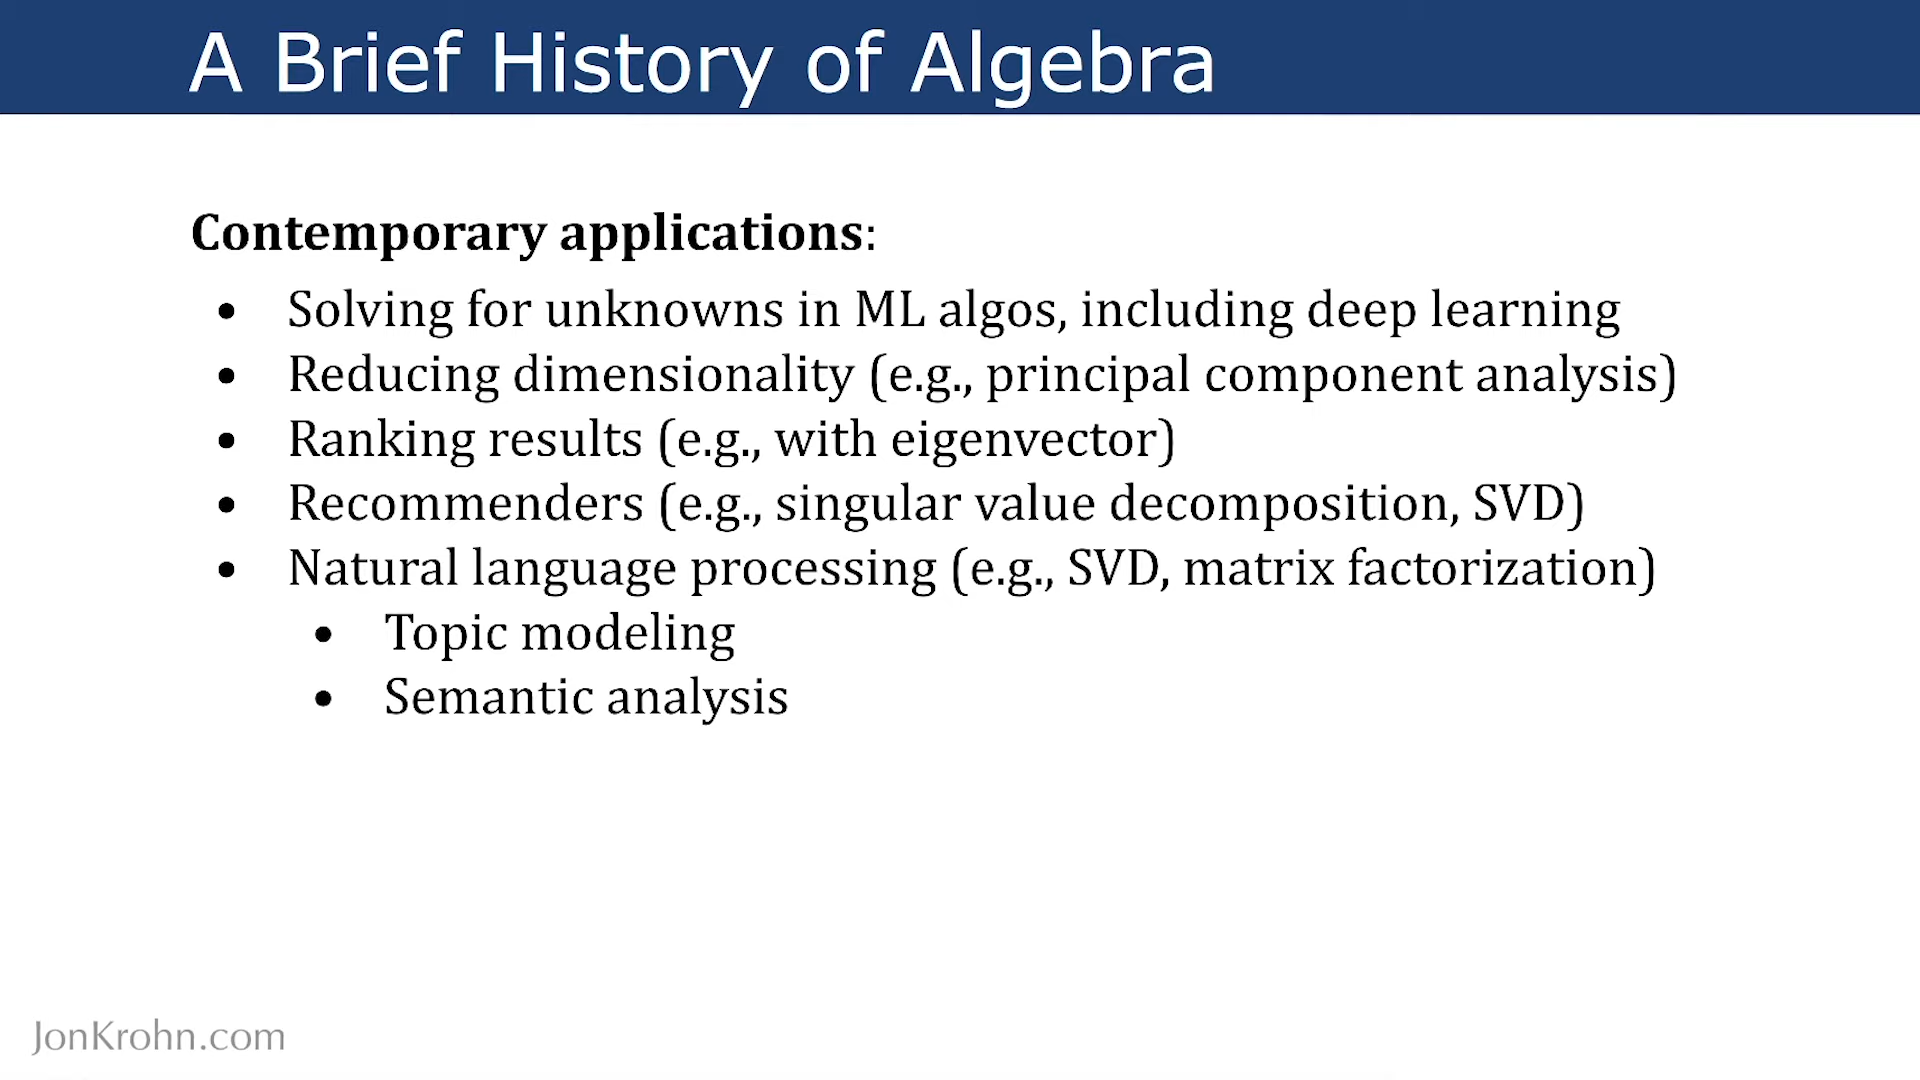 A Brief History of Algebra
Contemporary applications:
• Solving for unknowns in ML algos, including deep learning
• Reducing dimensionality (e.g., principal component analysis)
• Ranking results (e.g., with eigenvector)
• Recommenders (e.g., singular value decomposition, SVD)
• Natural language processing (e.g., SVD, matrix factorization)
• Topic modeling
• Semantic analysis
JonKrohn.com